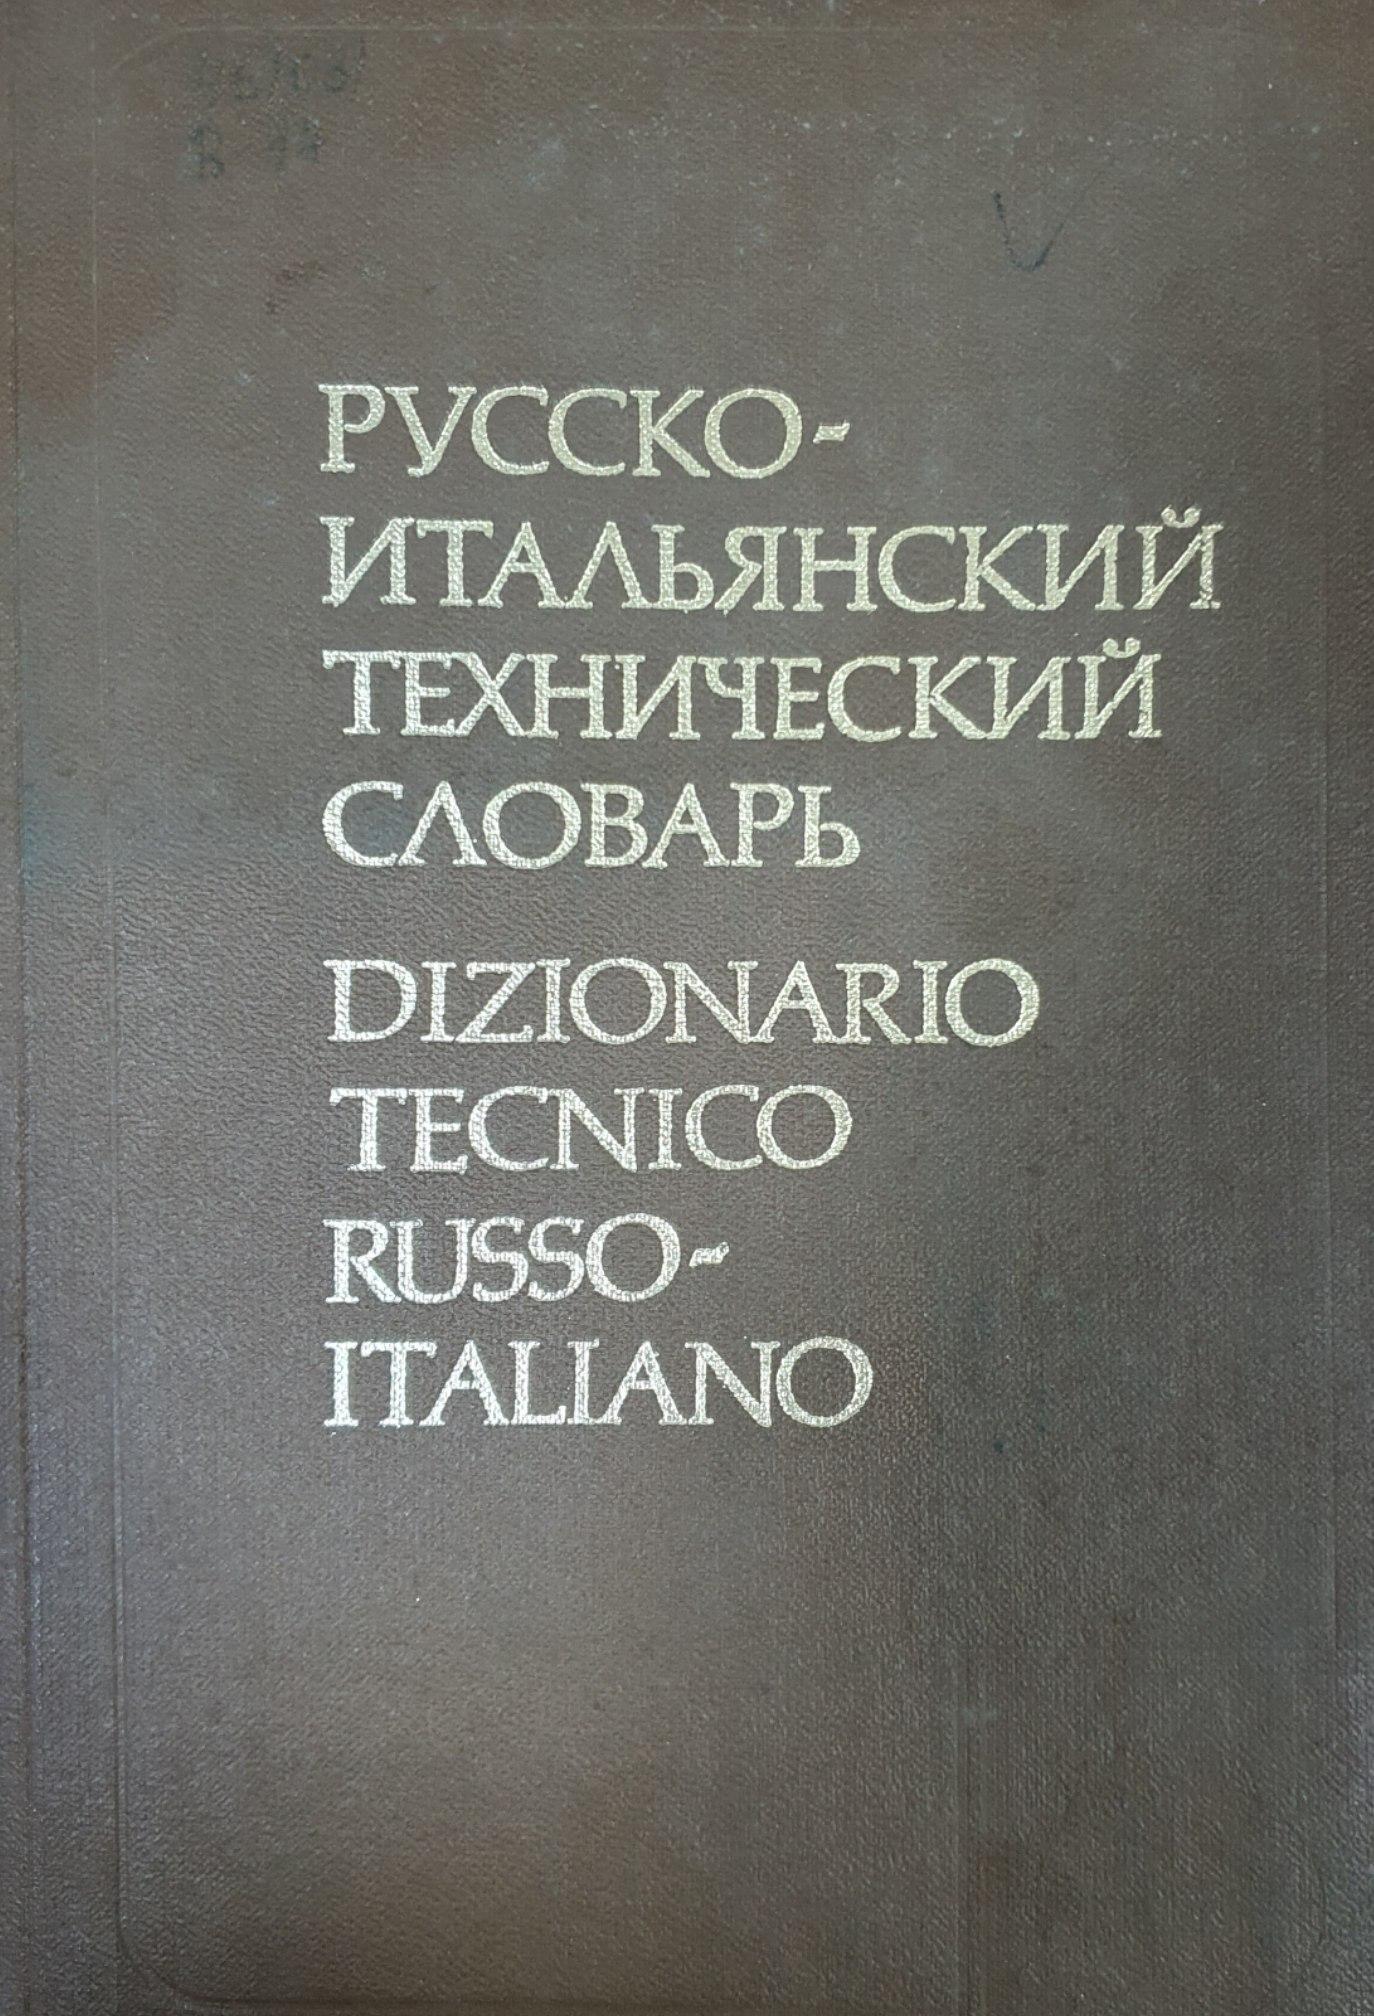 РУССКО-
ИТАЛЬЯНСКИЙ
ТЕХНИЧЕСКИЙ
СЛОВАРЬ
DIZIONARIO
TECNICO
RUSSO-
ITALIANO